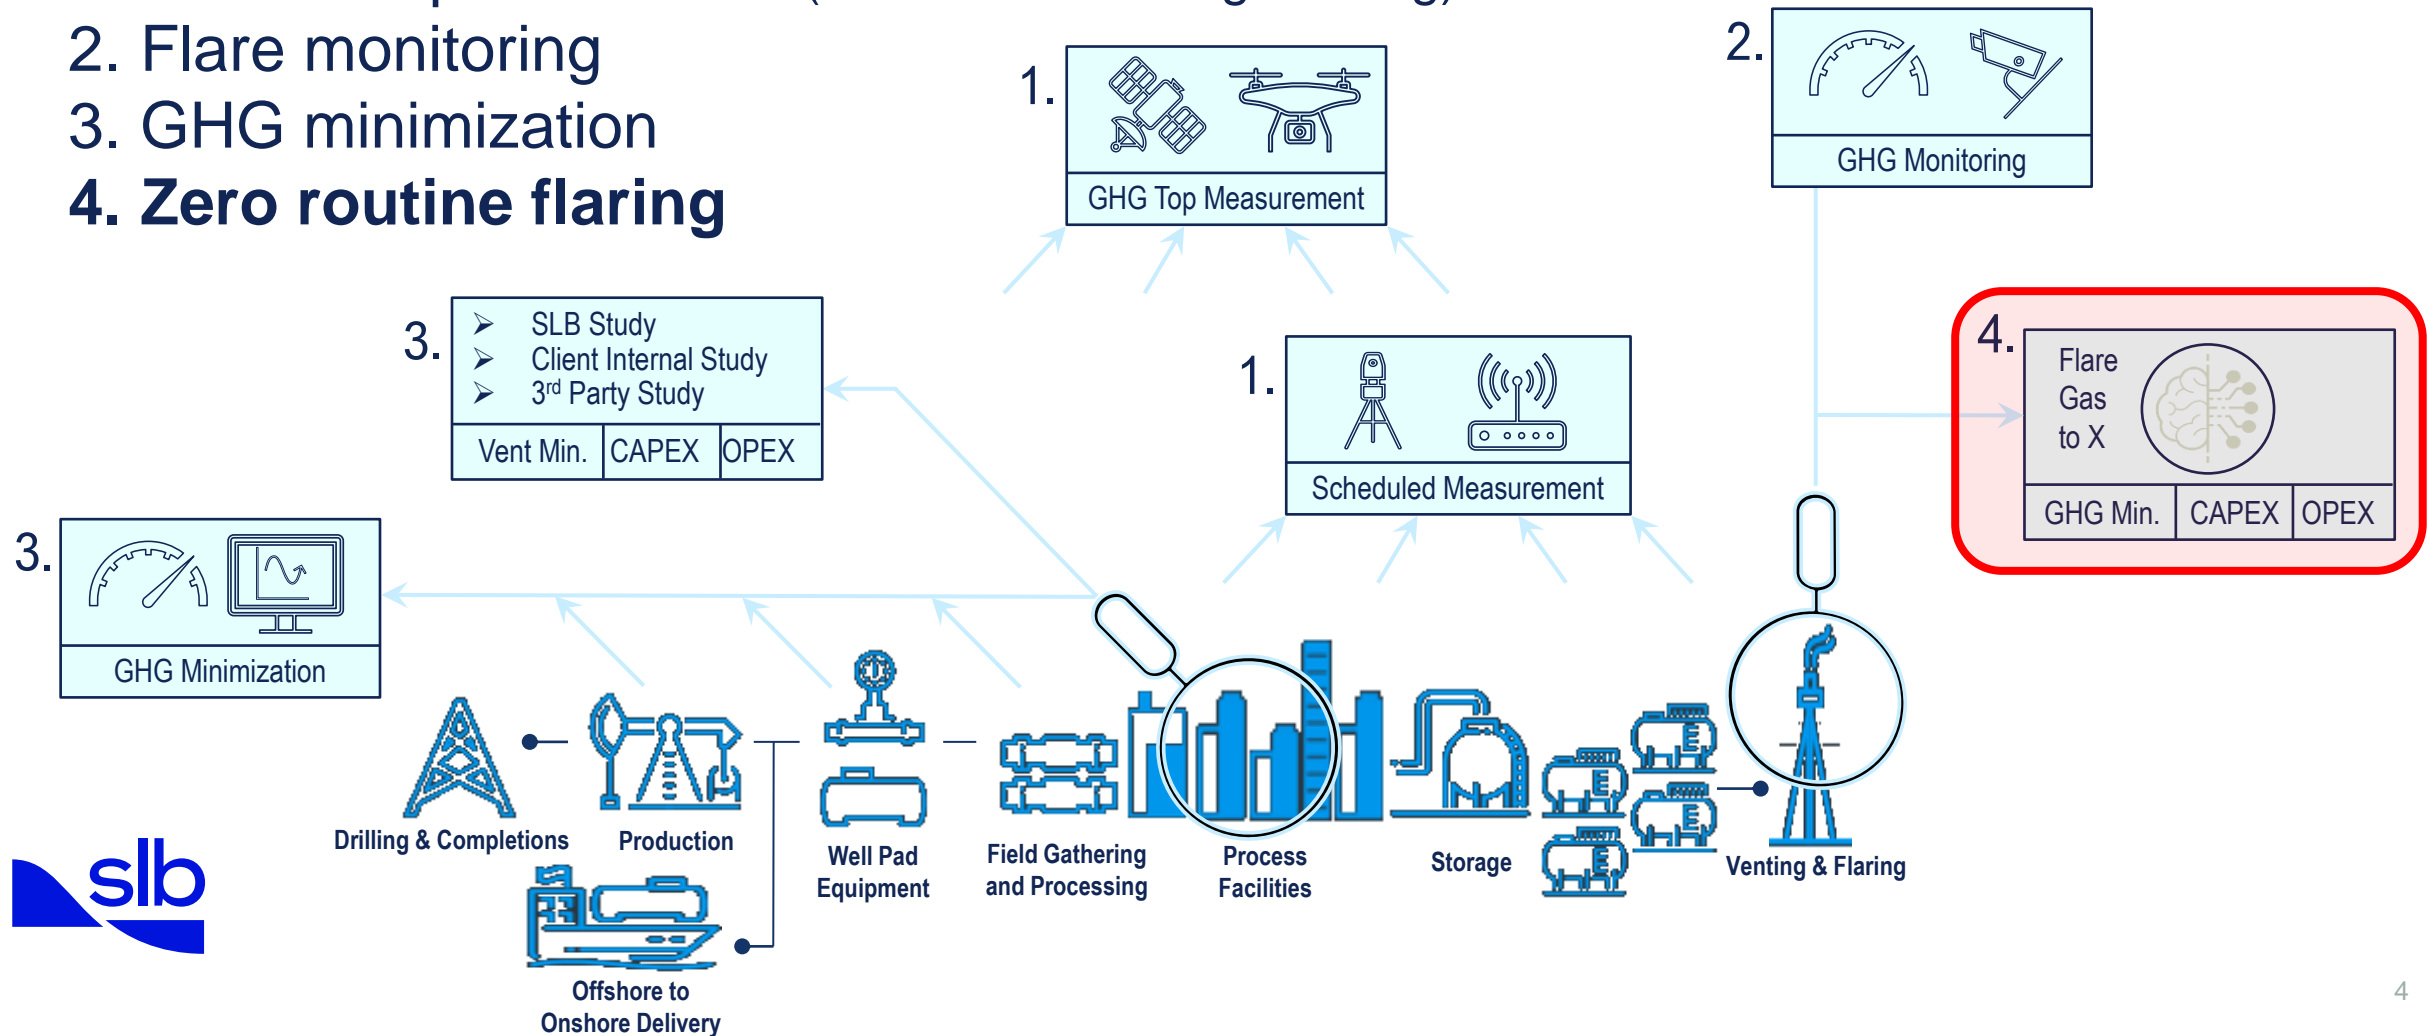 2. Flare monitoring
3. GHG minimization
4. Zero routine flaring
1.
GHG Top Measurement
2.
GHG Monitoring
3.
➢ SLB Study
➢ Client Internal Study
➢ 3rd Party Study
Vent Min. CAPEX OPEX
1.
Scheduled Measurement
4.
Flare
Gas
to X
GHG Min. CAPEX OPEX
3.
GHG Minimization
Drilling & Completions
Production
Well Pad
Equipment
Field Gathering
and Processing
Process
Facilities
Storage
Venting & Flaring
Offshore to
Onshore Delivery
slb
4